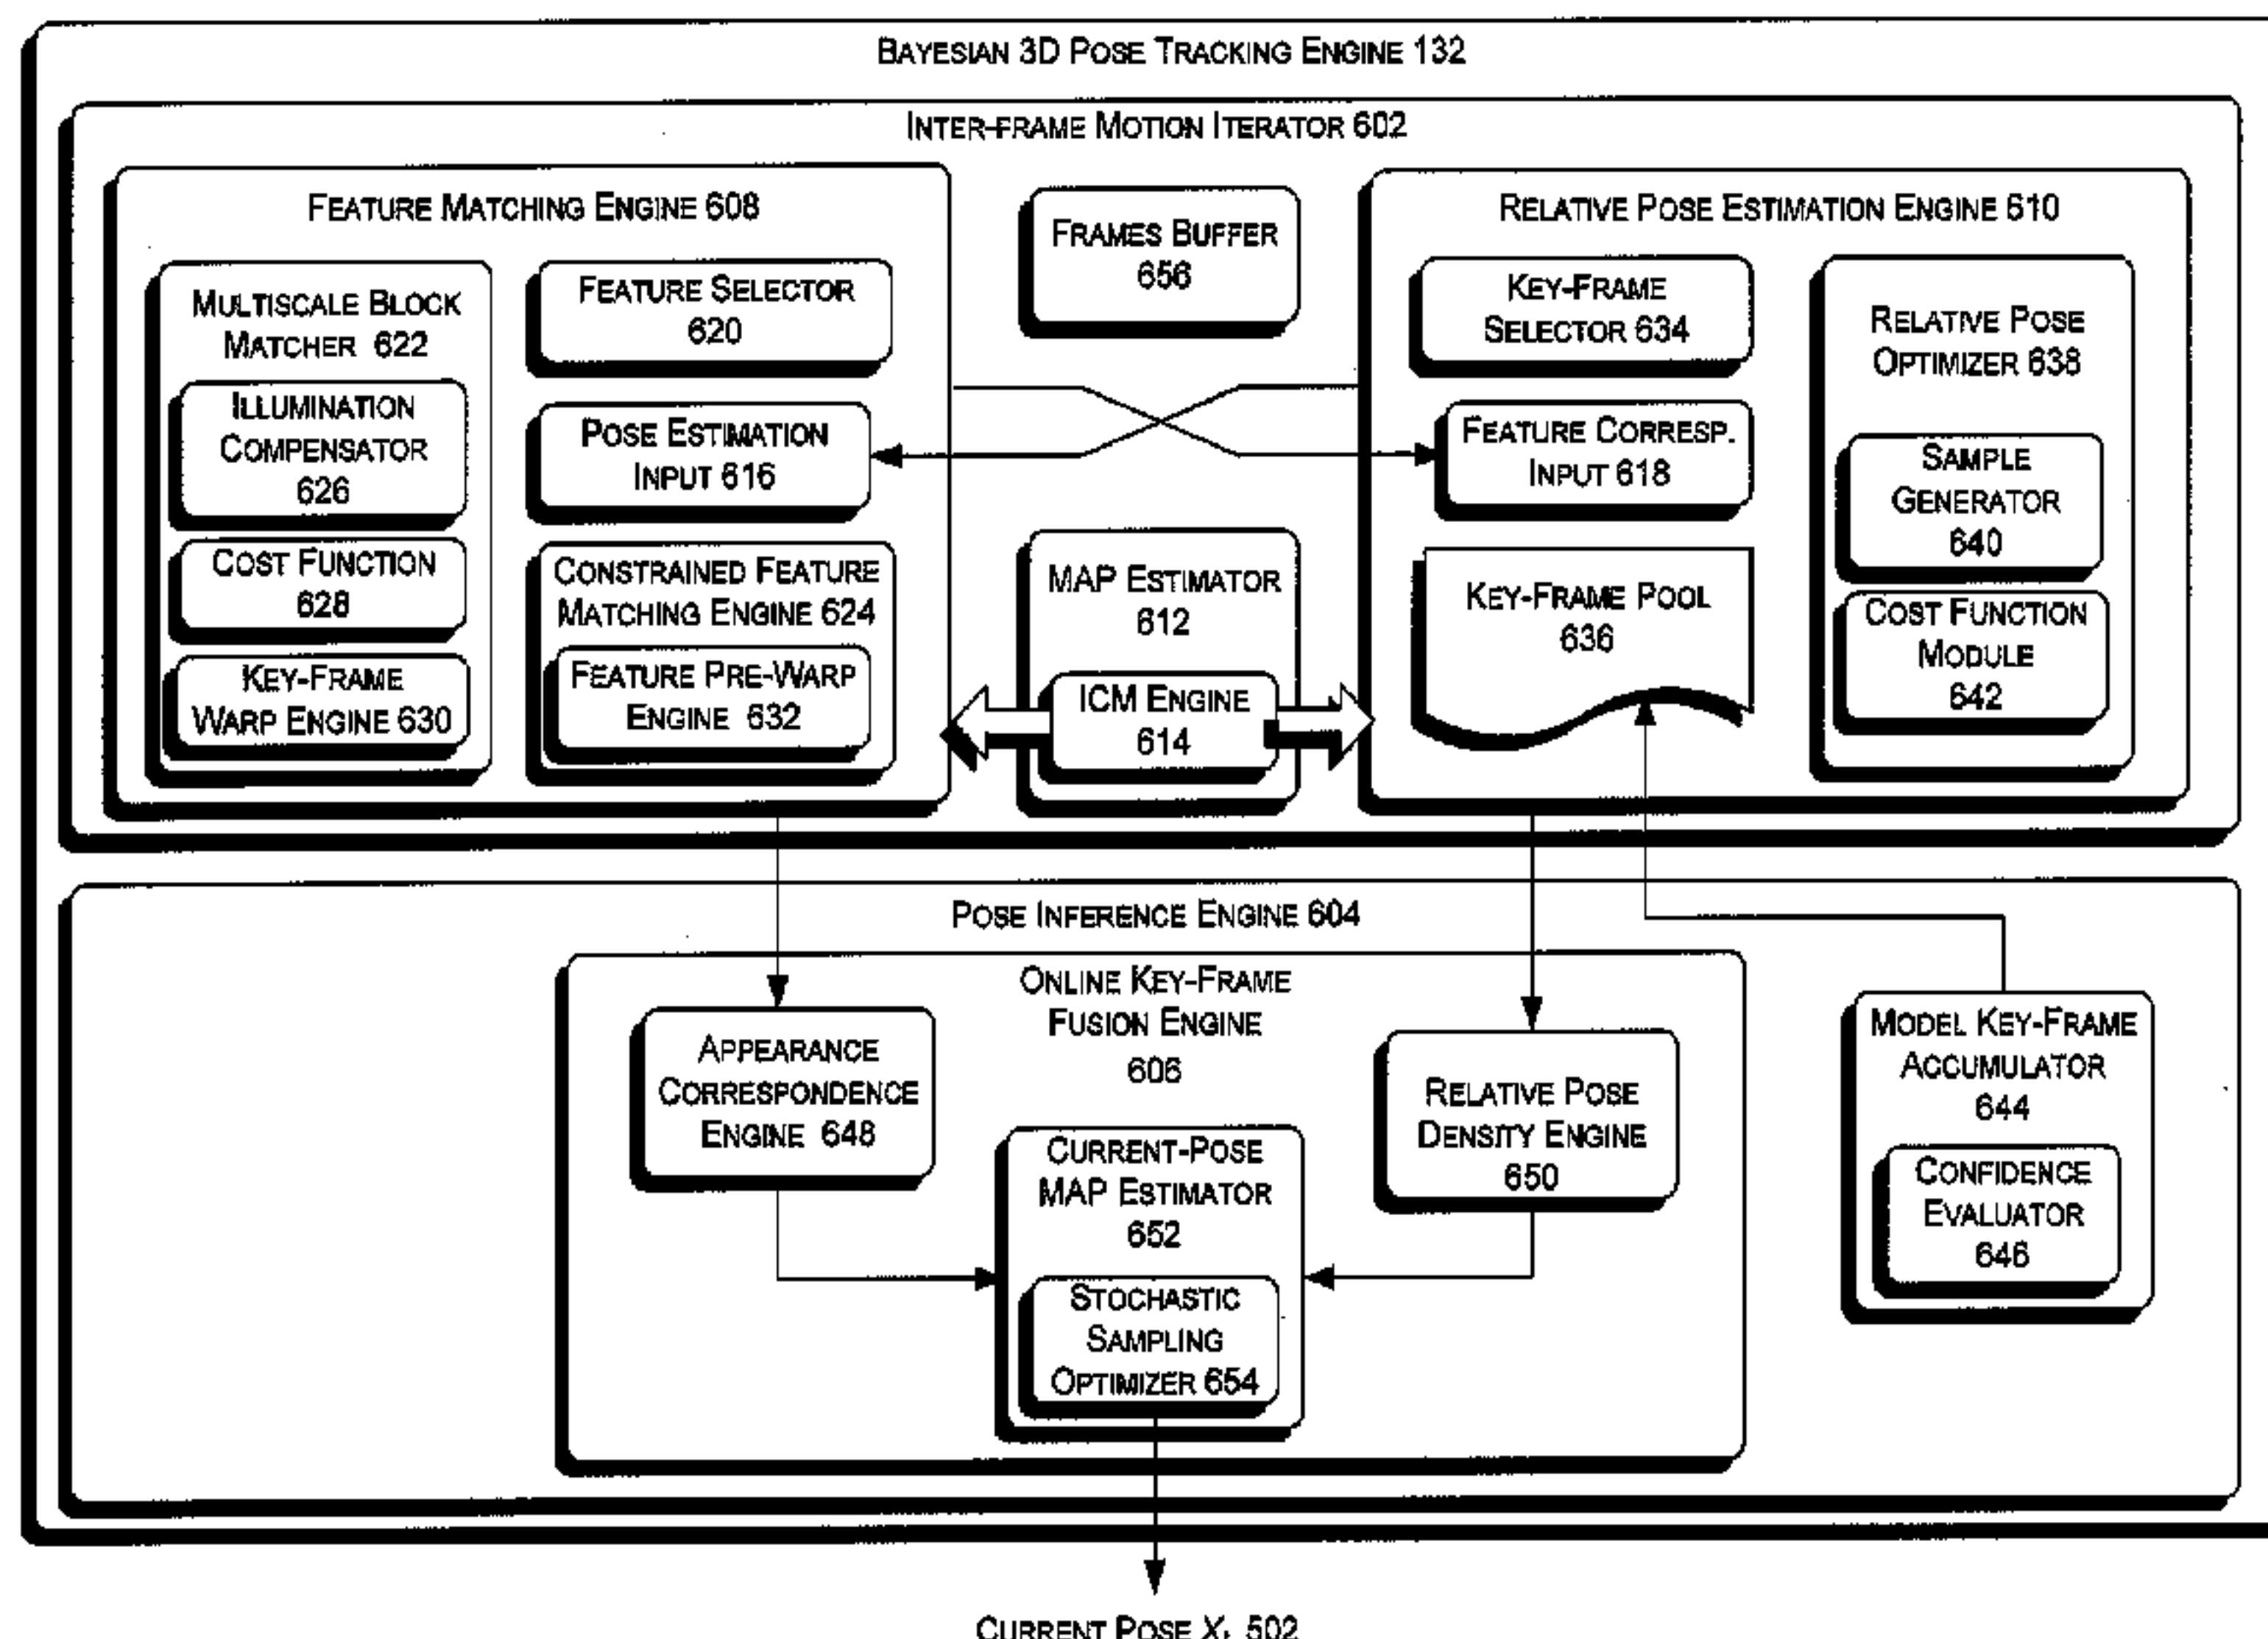 BAYESIAN 3D POSE TRACKING ENGINE 132
INTER-FRAME MOTION ITERATOR 602
FEATURE MATCHING ENGINE 608
MULTISCALE BLOCK
MATCHER 622
ILLUMINATION
COMPENSATOR
626
COST FUNCTION
628
KEY-FRAME
WARP ENGINE 630
FEATURE SELECTOR
620
POSE ESTIMATION
INPUT 616
CONSTRAINED FEATURE
MATCHING ENGINE 624
FEATURE PRE-WARP
ENGINE 632
FRAMES BUFFER
656
MAP ESTIMATOR
612
ICM ENGINE
614
RELATIVE POSE ESTIMATION ENGINE 610
KEY-FRAME
SELECTOR 634
FEATURE CORRESP.
INPUT 618
KEY-FRAME POOL
636
RELATIVE POSE
OPTIMIZER 638
SAMPLE
GENERATOR
640
COST FUNCTION
MODULE
642
POSE INFERENCE ENGINE 604
ONLINE KEY-FRAME
FUSION ENGINE
606
APPEARANCE
CORRESPONDENCE
ENGINE 648
CURRENT-POSE
MAP ESTIMATOR
652
STOCHASTIC
SAMPLING
OPTIMIZER 654
RELATIVE POSE
DENSITY ENGINE
650
MODEL KEY-FRAME
ACCUMULATOR
644
CONFIDENCE
EVALUATOR
646
CURRENT POSE Xt 502